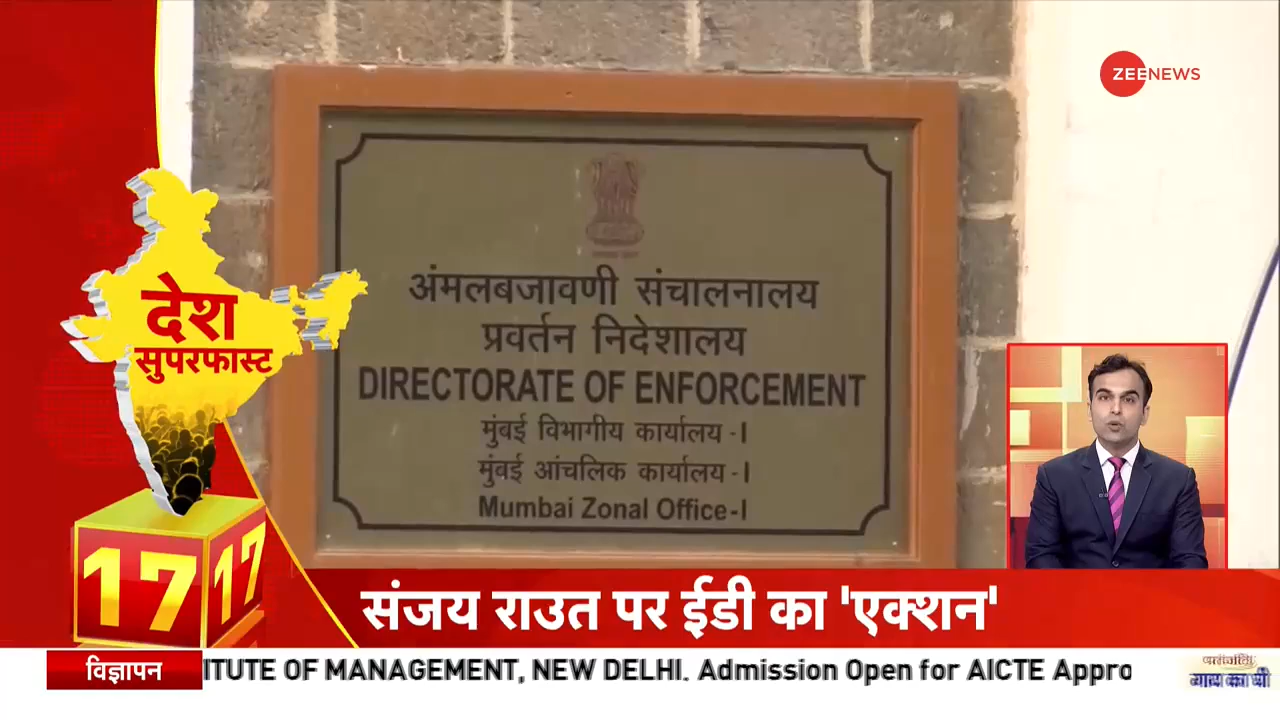 ZEENEWS
देश
सुपरफास्ट
अंमलबजावणी संचालनालय
प्रवर्तन निदेशालय
DIRECTORATE OF ENFORCEMENT
मुंबई विभागीय कार्यालय -I
मुंबई आंचलिक कार्यालय -I
Mumbai Zonal Office-I
17 17
संजय राउत पर ईडी का 'एक्शन'
विज्ञापन
TITUTE OF MANAGEMENT, NEW DELHI. Admission Open for AICTE Appro